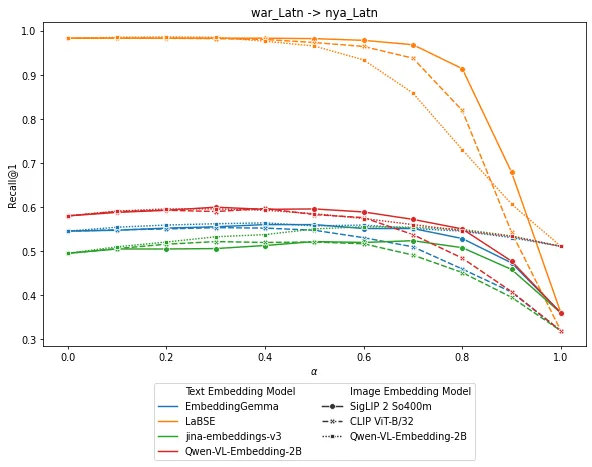 war_Latn -> nya_Latn
Recall@1
1.0
0.9
0.8
0.7
0.6
0.5
0.4
0.3
0.0 0.2 0.4 0.6 0.8 1.0
α
Text Embedding Model Image Embedding Model
EmbeddingGemma SigLIP 2 So400m
LaBSE CLIP ViT-B/32
jina-embeddings-v3 Qwen-VL-Embedding-2B
Qwen-VL-Embedding-2B